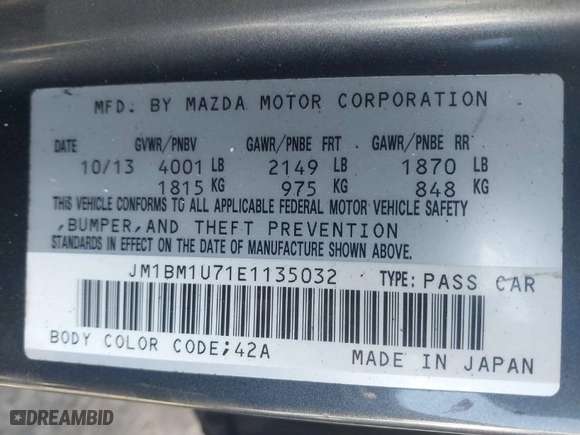 MFD. BY MAZDA MOTOR CORPORATION
DATE GVWR/PNBV GAWR/PNBE FRT GAWR/PNBE RR
10/13 4001 LB 2149 LB 1870 LB
1815 KG 975 KG 848 KG
THIS VEHICLE CONFORMS TO ALL APPLICABLE FEDERAL MOTOR VEHICLE SAFETY
,BUMPER,AND THEFT PREVENTION
STANDARDS IN EFFECT ON THE DATE OF MANUFACTURE SHOWN ABOVE.
JM1BM1U71E1135032 TYPE: PASS CAR
BODY COLOR CODE;42A MADE IN JAPAN
DREAMBID